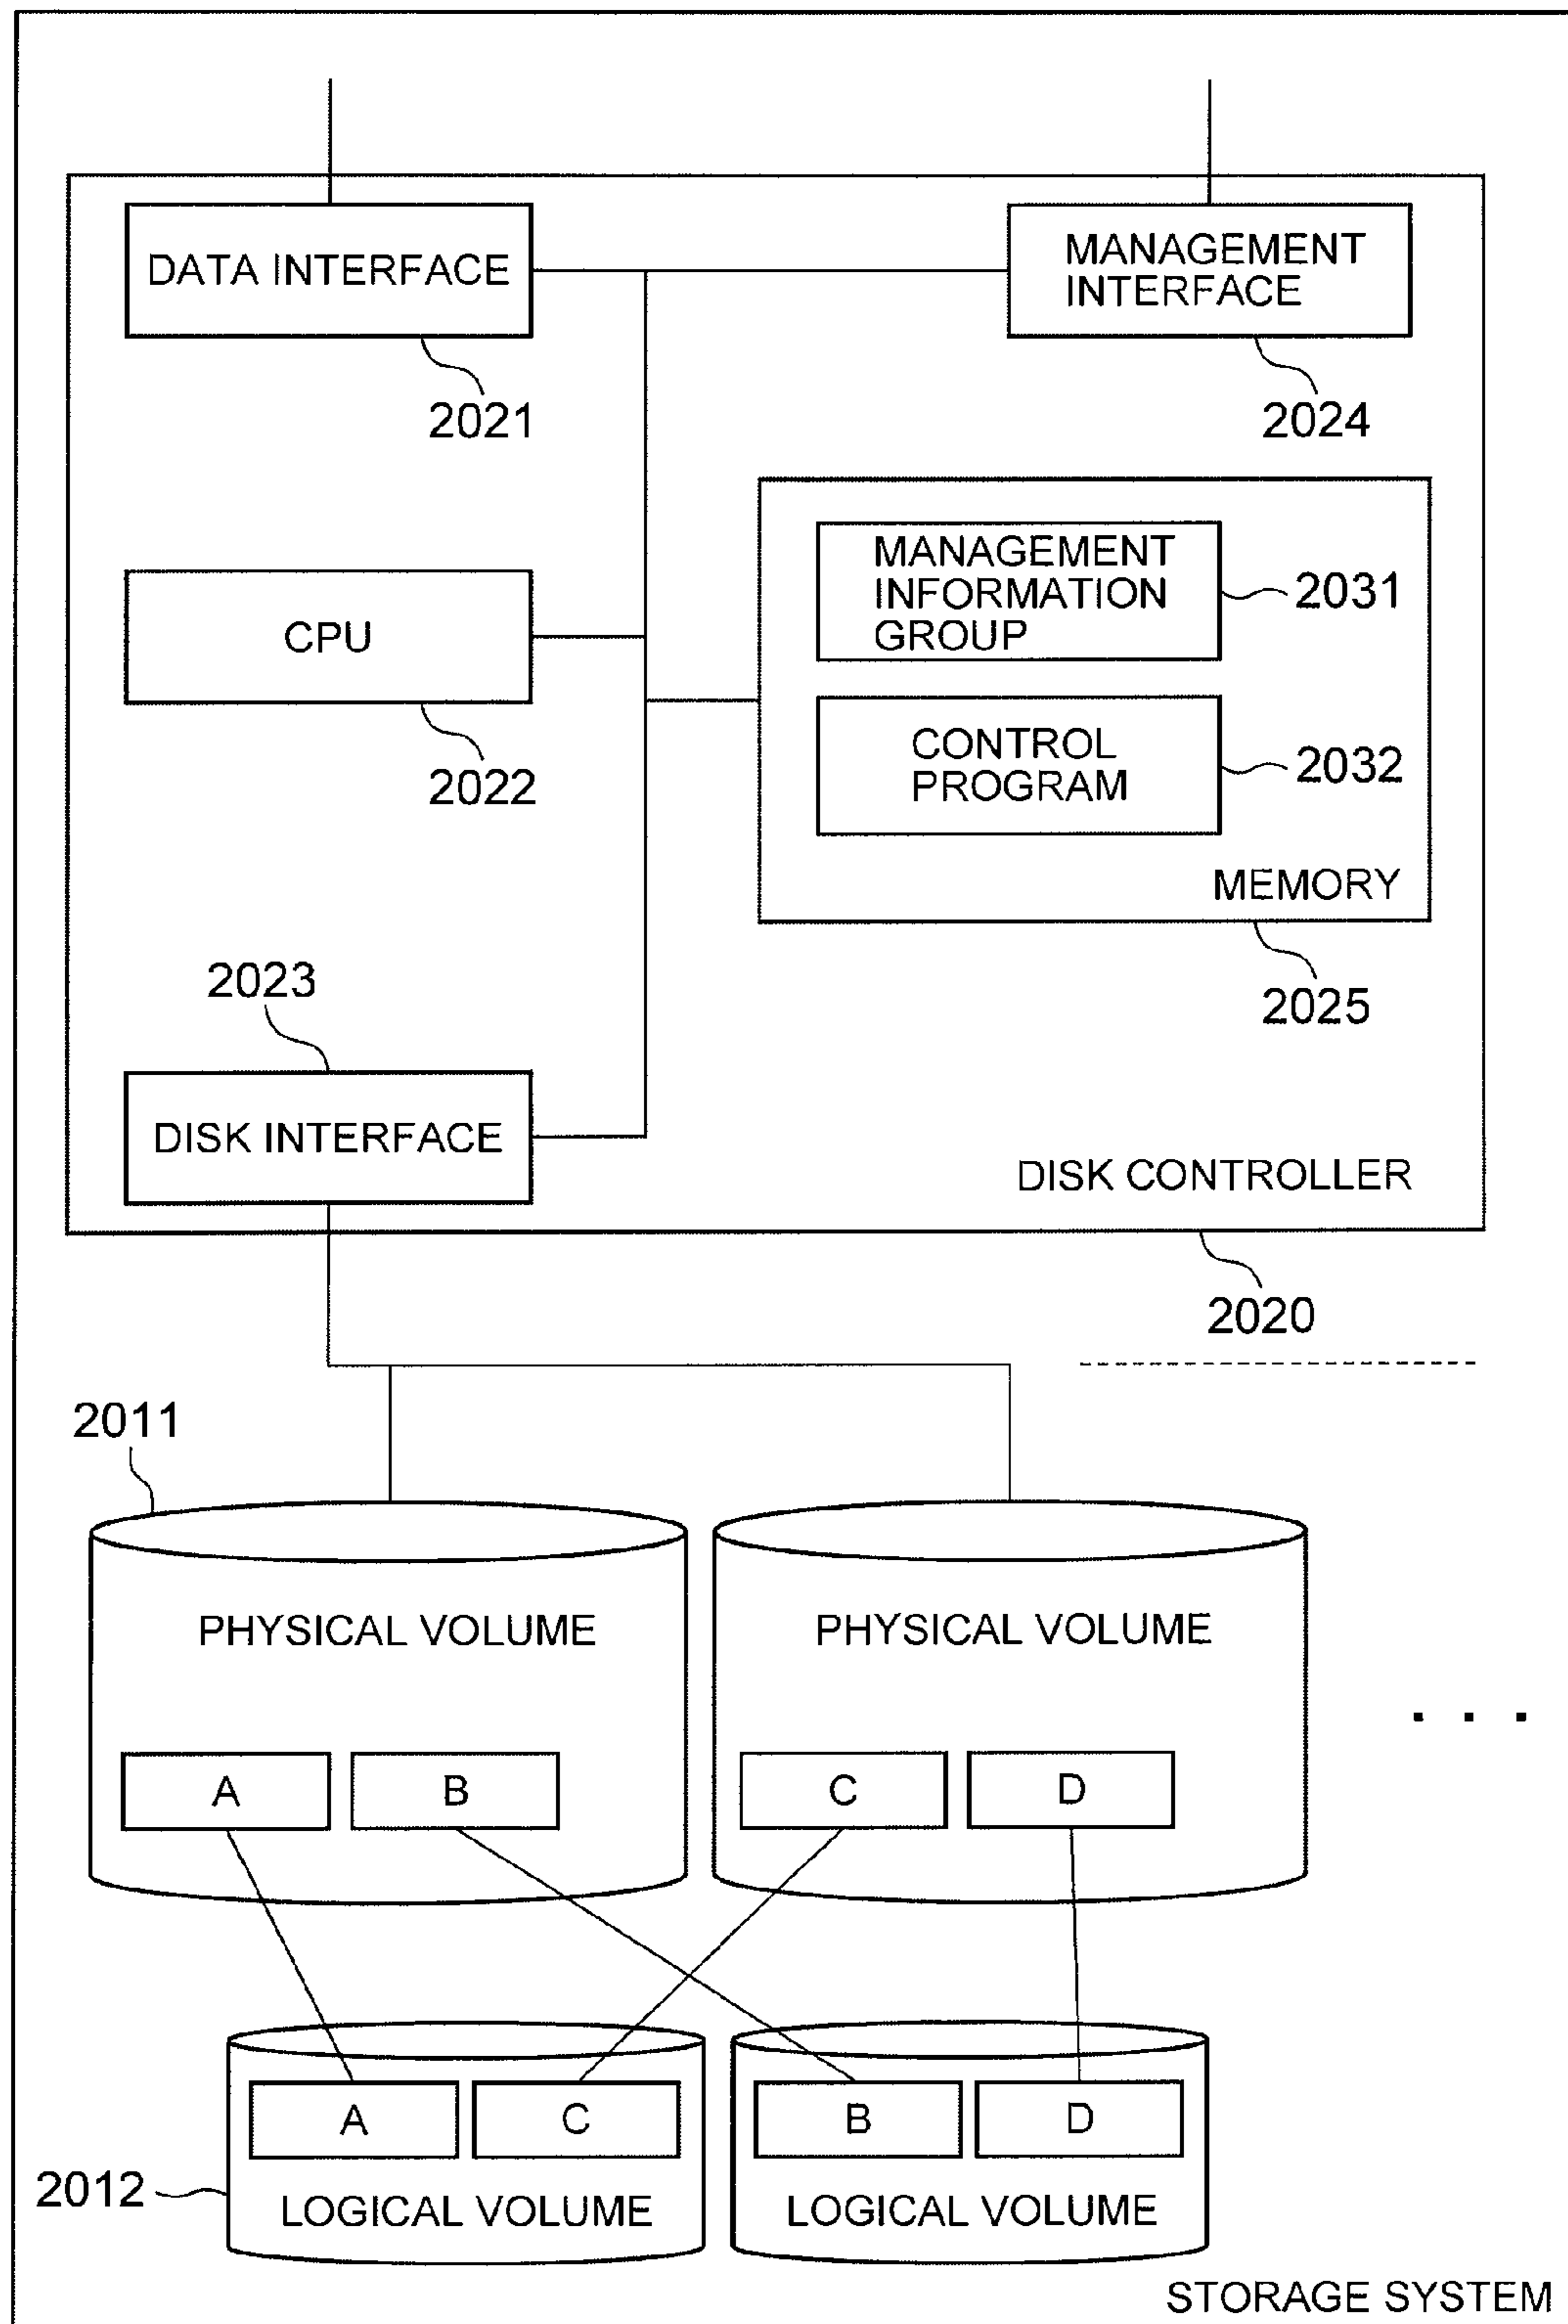 DATA INTERFACE
MANAGEMENT
INTERFACE
2021
2024
MANAGEMENT
INFORMATION
GROUP
2031
CPU
CONTROL
PROGRAM
2032
2022
MEMORY
2023
2025
DISK INTERFACE
DISK CONTROLLER
2020
2011
PHYSICAL VOLUME
PHYSICAL VOLUME
. . .
A
B
C
D
A
C
B
D
2012
LOGICAL VOLUME
LOGICAL VOLUME
STORAGE SYSTEM